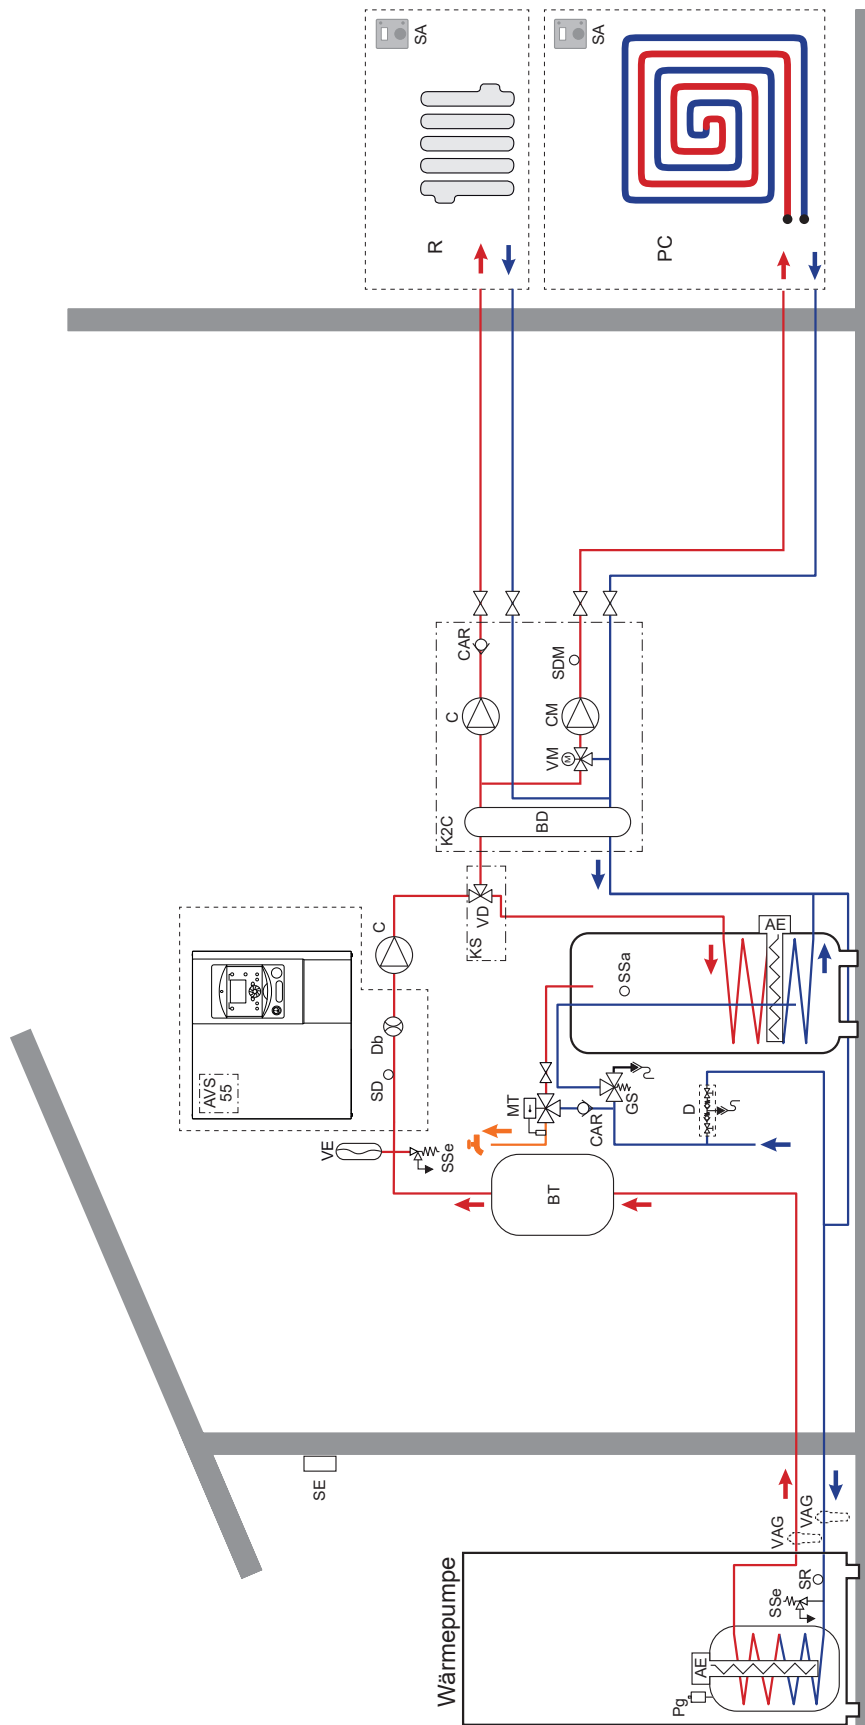 SA
SA
R
PC
CAR
SDM
C
CM
VM
M
K2C
BD
C
VD
KS
AE
SSa
Db
SD
AVS
55
MT
GS
CAR
D
VE
SSe
BT
SE
VAG
VAG
Wärmepumpe
SR
SSe
AE
Pg